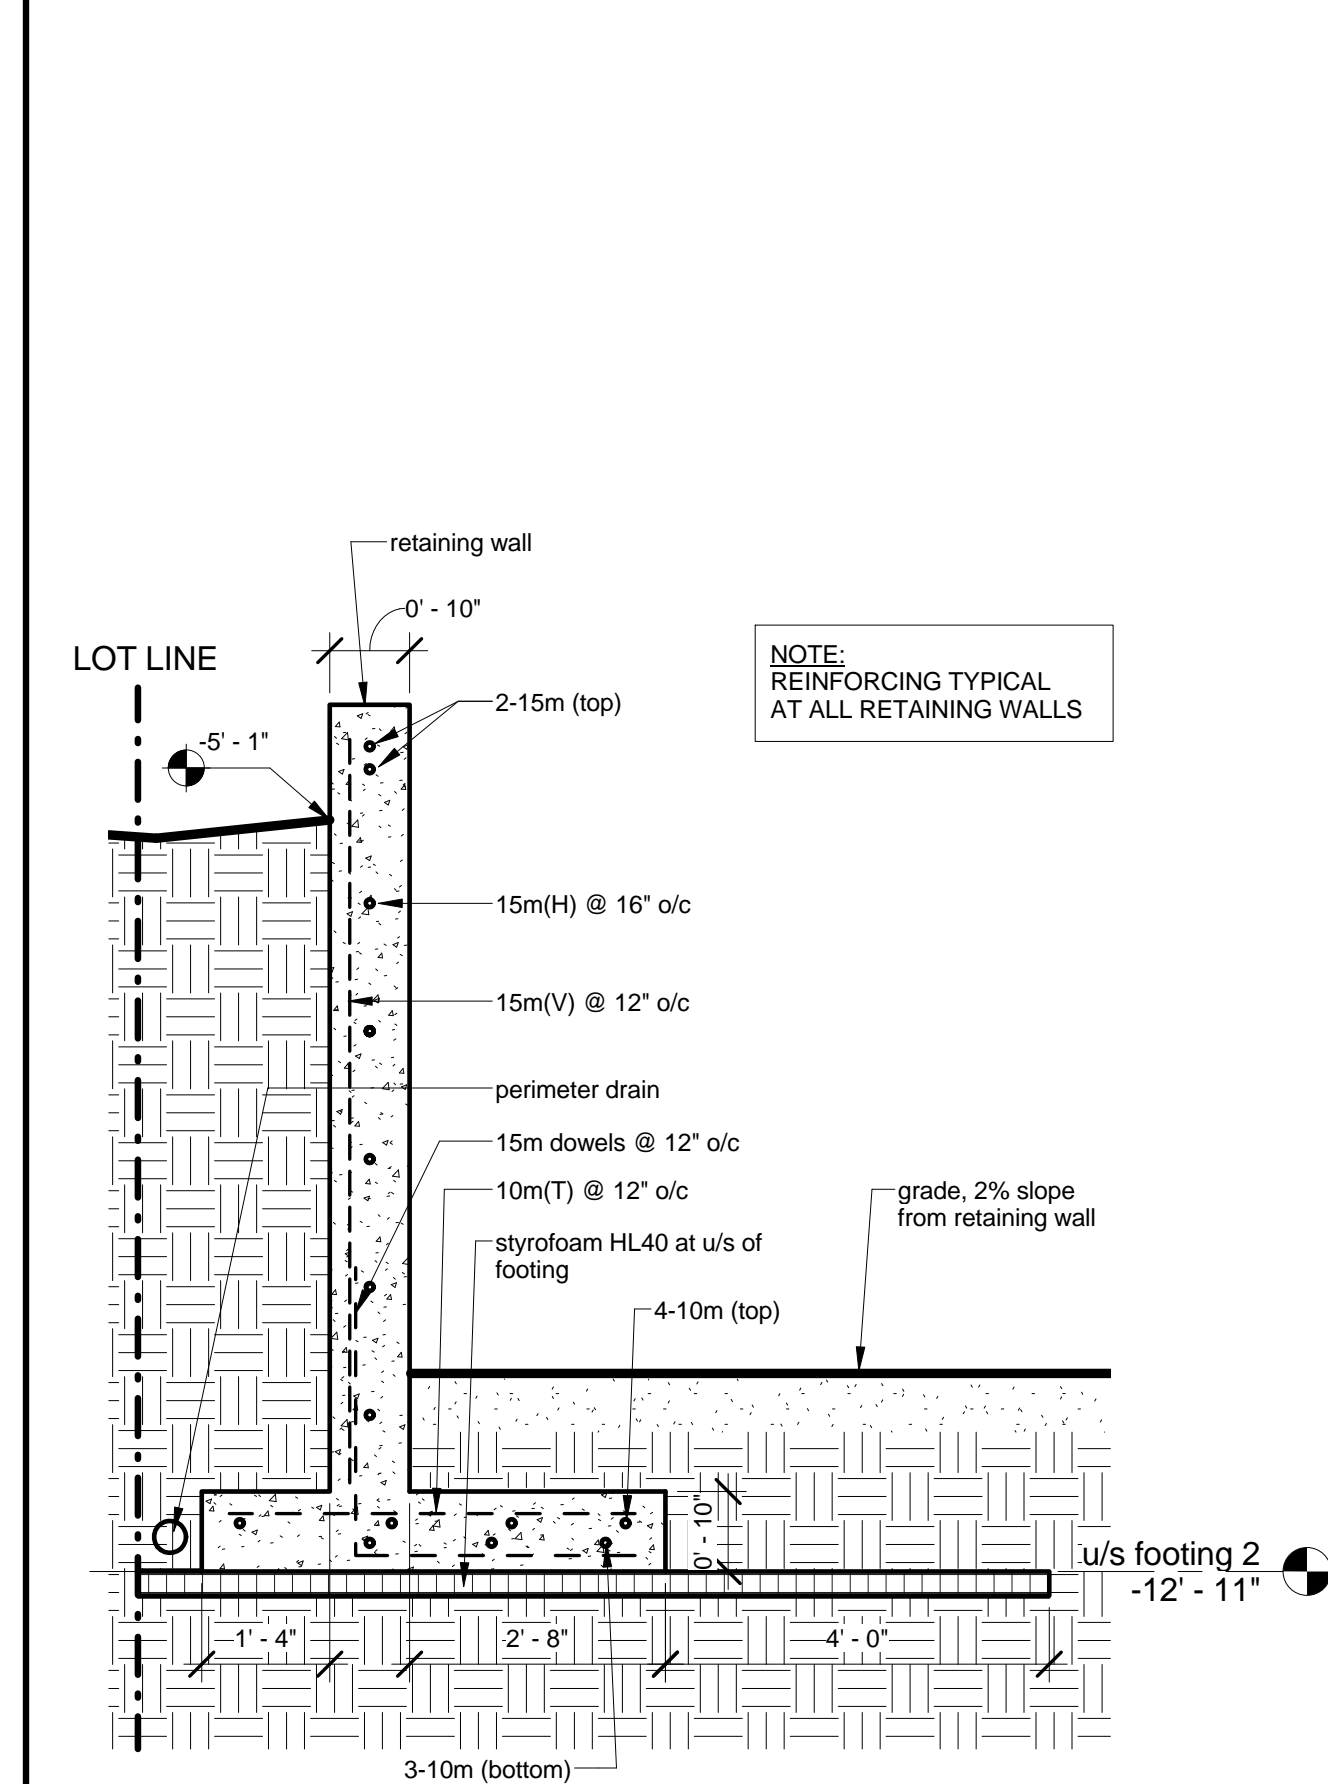 retaining wall
0' - 10"
LOT LINE
NOTE:
REINFORCING TYPICAL
AT ALL RETAINING WALLS
2-15m (top)
-5' - 1"
15m(H) @ 16" o/c
15m(V) @ 12" o/c
perimeter drain
15m dowels @ 12" o/c
10m(T) @ 12" o/c
grade, 2% slope
from retaining wall
styrofoam HL40 at u/s of
footing
4-10m (top)
0' - 10"
u/s footing 2
-12' - 11"
1' - 4"
2' - 8"
4' - 0"
3-10m (bottom)